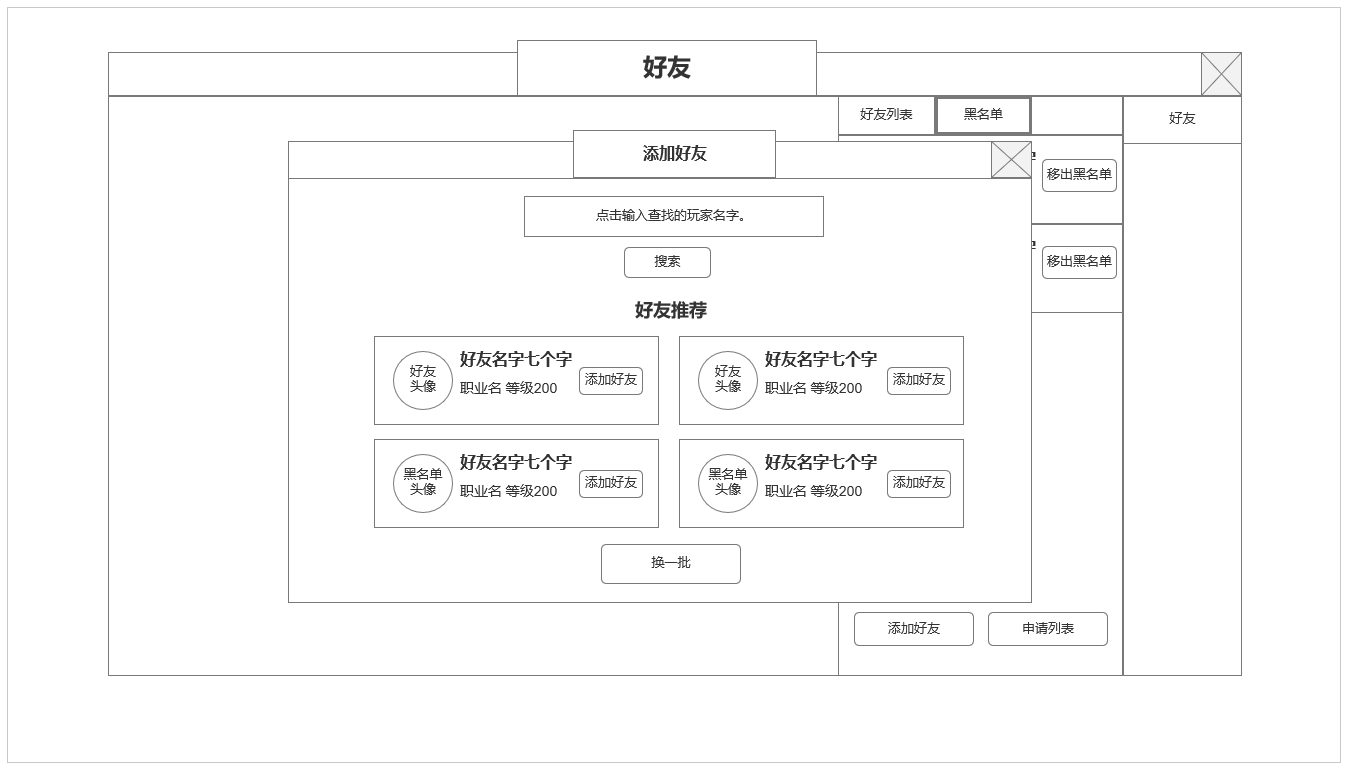 好友
好友列表
黑名单
好友
添加好友
移出黑名单
点击输入查找的玩家名字。
移出黑名单
搜索
好友推荐
好友
头像
好友名字七个字
职业名 等级200
添加好友
好友
头像
好友名字七个字
职业名 等级200
添加好友
黑名单
头像
好友名字七个字
职业名 等级200
添加好友
黑名单
头像
好友名字七个字
职业名 等级200
添加好友
换一批
添加好友
申请列表